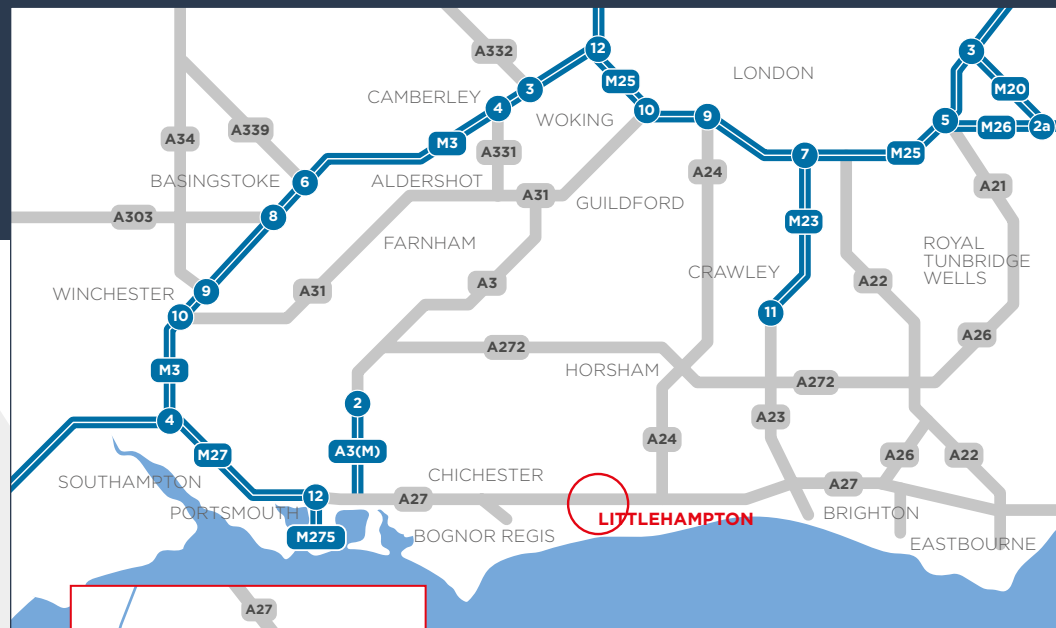 12
3
A332
LONDON
M25
M20
CAMBERLEY
4
3
10
9
5
M26
2a
WOKING
A339
A34
M3
A331
7
M25
A24
BASINGSTOKE
6
ALDERSHOT
A31
A21
GUILDFORD
A303
8
M23
FARNHAM
ROYAL
TUNBRIDGE
WELLS
CRAWLEY
A3
A22
WINCHESTER
9
A31
10
11
A26
A272
M3
HORSHAM
A272
2
4
A23
A24
A3(M)
M27
A26
A22
CHICHESTER
SOUTHAMPTON
A27
12
A27
PORTSMOUTH
LITTLEHAMPTON
BRIGHTON
M275
BOGNOR REGIS
EASTBOURNE
A27